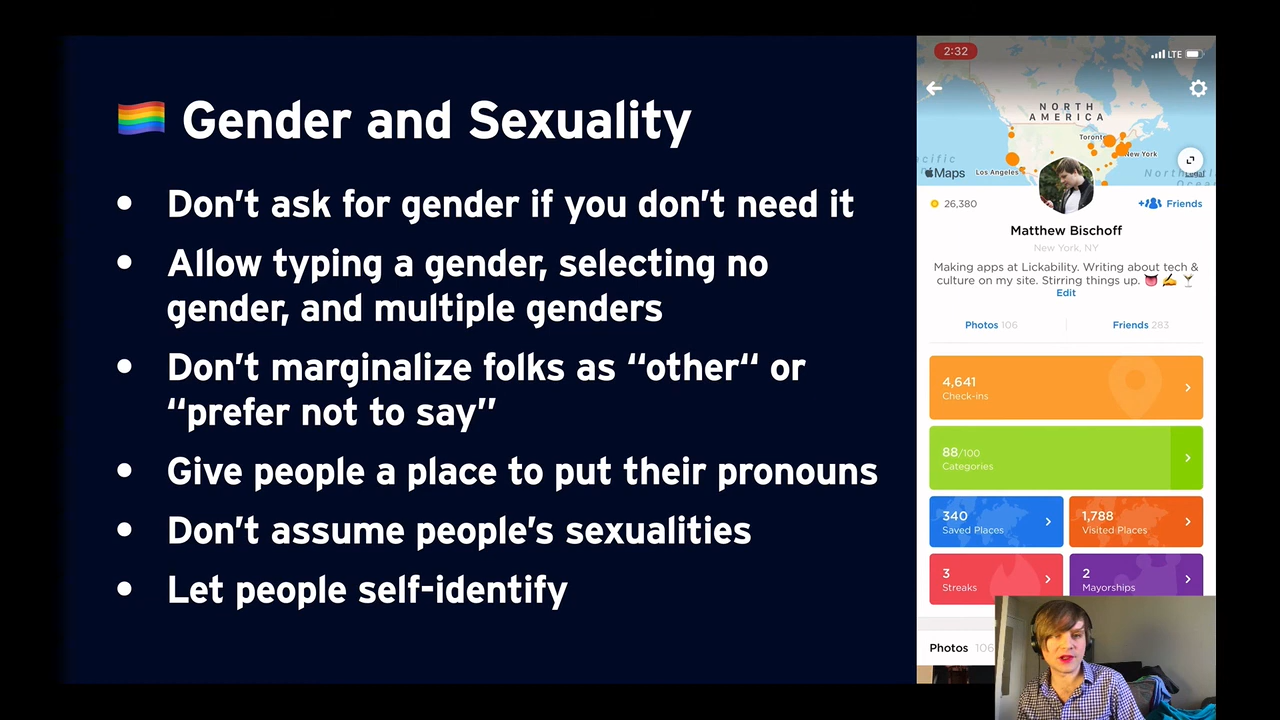 Gender and Sexuality
• Don't ask for gender if you don't need it
• Allow typing a gender, selecting no
gender, and multiple genders
• Don't marginalize folks as “other“ or
“prefer not to say”
• Give people a place to put their pronouns
• Don't assume people's sexualities
• Let people self-identify
2:32
LTE
NORTH
AMERICA
Toronto
New York
Los Angeles
Maps
Legal
26,380
Friends
Matthew Bischoff
New York, NY
Making apps at Lickability. Writing about tech &
culture on my site. Stirring things up. 👅 ✍️ 🍸
Edit
Photos 106
Friends 283
4,641
Check-ins
88/100
Categories
340
Saved Places
1,788
Visited Places
3
Streaks
2
Mayorships
Photos 106